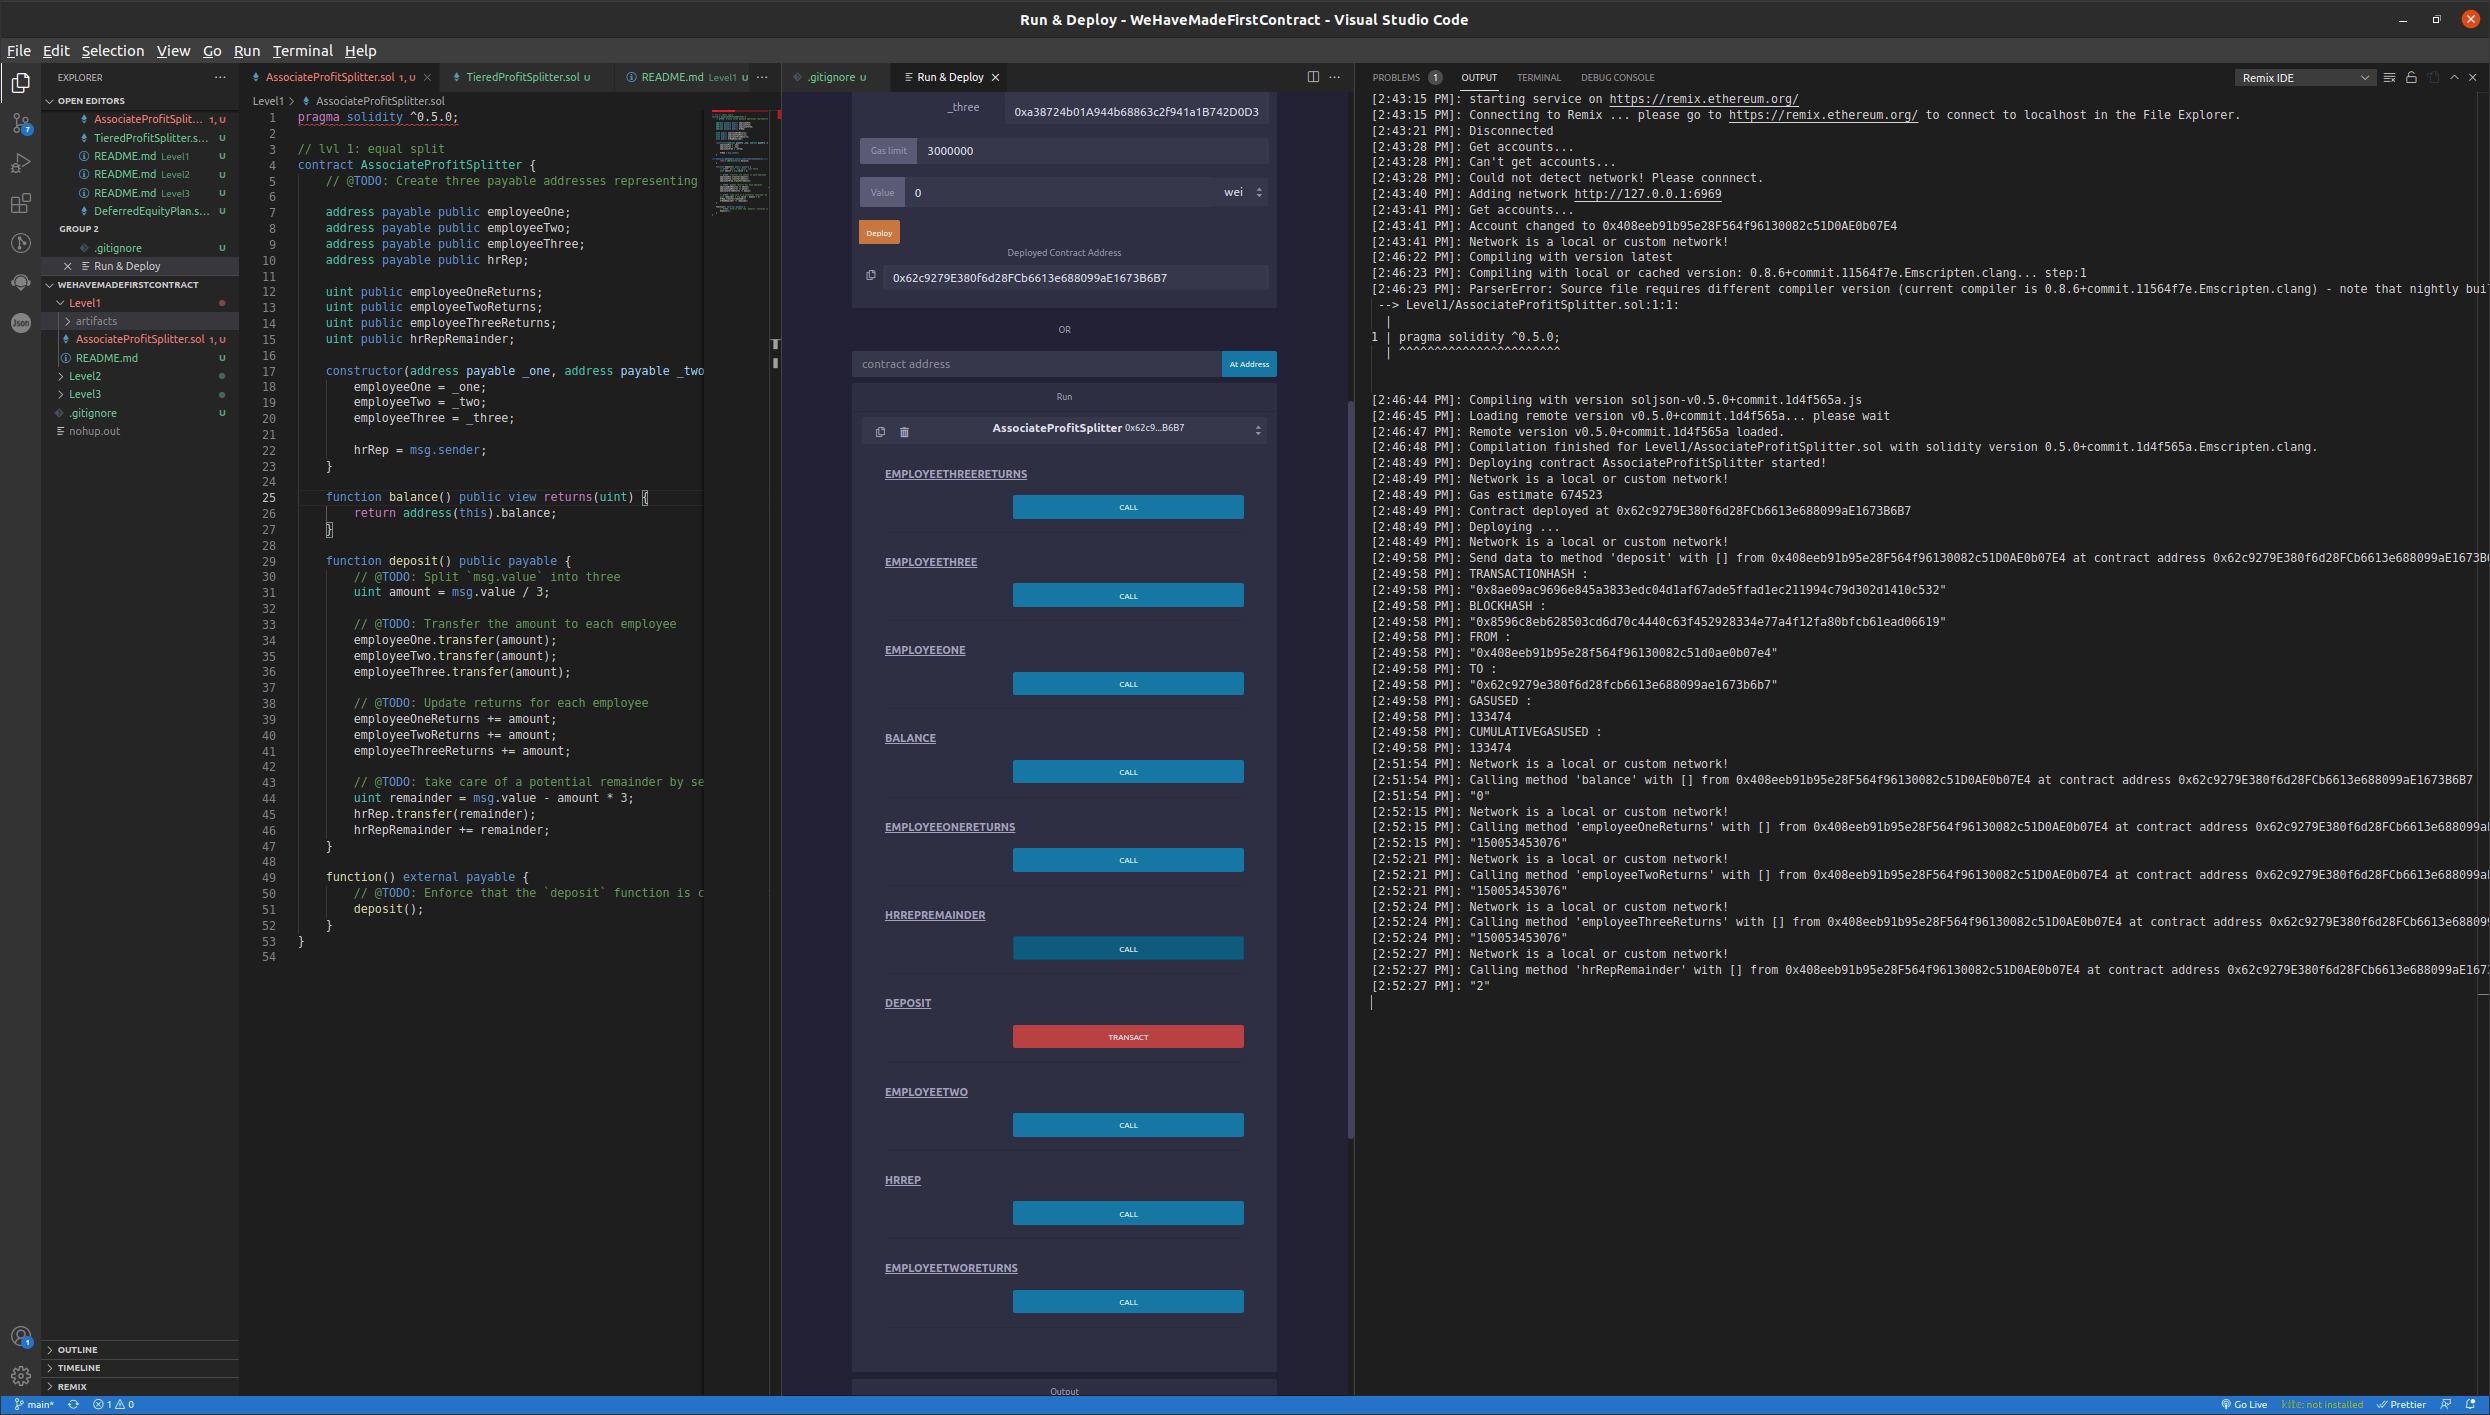 Run & Deploy - WeHaveMadeFirstContract - Visual Studio Code
File Edit Selection View Go Run Terminal Help
EXPLORER
OPEN EDITORS
AssociateProfitSplit... 1, U
TieredProfitSplitter.s... U
README.md Level1 U
README.md Level2 U
README.md Level3 U
DeferredEquityPlan.s... U
GROUP 2
.gitignore U
Run & Deploy
WEHAVEMADEFIRSTCONTRACT
Level1
artifacts
AssociateProfitSplitter.sol 1, U
README.md U
Level2
Level3
.gitignore U
nohup.out
OUTLINE
TIMELINE
REMIX
AssociateProfitSplitter.sol 1, U
TieredProfitSplitter.sol U
README.md Level1 U
Level1 > AssociateProfitSplitter.sol
1 pragma solidity ^0.5.0;
2
3 // lvl 1: equal split
4 contract AssociateProfitSplitter {
5 // @TODO: Create three payable addresses representing
6
7 address payable public employeeOne;
8 address payable public employeeTwo;
9 address payable public employeeThree;
10 address payable public hrRep;
11
12 uint public employeeOneReturns;
13 uint public employeeTwoReturns;
14 uint public employeeThreeReturns;
15 uint public hrRepRemainder;
16
17 constructor(address payable _one, address payable _two
18 employeeOne = _one;
19 employeeTwo = _two;
20 employeeThree = _three;
21
22 hrRep = msg.sender;
23 }
24
25 function balance() public view returns(uint) {
26 return address(this).balance;
27 }
28
29 function deposit() public payable {
30 // @TODO: Split `msg.value` into three
31 uint amount = msg.value / 3;
32
33 // @TODO: Transfer the amount to each employee
34 employeeOne.transfer(amount);
35 employeeTwo.transfer(amount);
36 employeeThree.transfer(amount);
37
38 // @TODO: Update returns for each employee
39 employeeOneReturns += amount;
40 employeeTwoReturns += amount;
41 employeeThreeReturns += amount;
42
43 // @TODO: take care of a potential remainder by se
44 uint remainder = msg.value - amount * 3;
45 hrRep.transfer(remainder);
46 hrRepRemainder += remainder;
47 }
48
49 function() external payable {
50 // @TODO: Enforce that the `deposit` function is c
51 deposit();
52 }
53 }
54
.gitignore U
Run & Deploy
_three 0xa38724b01A944b68863c2f941a1B742D0D3
Gas limit 3000000
Value 0 wei
Deploy
Deployed Contract Address
0x62c9279E380f6d28FCb6613e688099aE1673B6B7
OR
contract address At Address
Run
AssociateProfitSplitter 0x62c9...B6B7
EMPLOYEETHREERETURNS
CALL
EMPLOYEETHREE
CALL
EMPLOYEEONE
CALL
BALANCE
CALL
EMPLOYEEONERETURNS
CALL
HRREPREMAINDER
CALL
DEPOSIT
TRANSACT
EMPLOYEETWO
CALL
HRREP
CALL
EMPLOYEETWORETURNS
CALL
Output
PROBLEMS 1 OUTPUT TERMINAL DEBUG CONSOLE Remix IDE
[2:43:15 PM]: starting service on https://remix.ethereum.org/
[2:43:15 PM]: Connecting to Remix ... please go to https://remix.ethereum.org/ to connect to localhost in the File Explorer.
[2:43:21 PM]: Disconnected
[2:43:28 PM]: Get accounts...
[2:43:28 PM]: Can't get accounts...
[2:43:28 PM]: Could not detect network! Please connnect.
[2:43:40 PM]: Adding network http://127.0.0.1:6969
[2:43:41 PM]: Get accounts...
[2:43:41 PM]: Account changed to 0x408eeb91b95e28F564f96130082c51D0AE0b07E4
[2:43:41 PM]: Network is a local or custom network!
[2:46:22 PM]: Compiling with version latest
[2:46:23 PM]: Compiling with local or cached version: 0.8.6+commit.11564f7e.Emscripten.clang... step:1
[2:46:23 PM]: ParserError: Source file requires different compiler version (current compiler is 0.8.6+commit.11564f7e.Emscripten.clang) - note that nightly bui
--> Level1/AssociateProfitSplitter.sol:1:1:
|
1 | pragma solidity ^0.5.0;
| ^^^^^^^^^^^^^^^^^^^^^^^
[2:46:44 PM]: Compiling with version soljson-v0.5.0+commit.1d4f565a.js
[2:46:45 PM]: Loading remote version v0.5.0+commit.1d4f565a... please wait
[2:46:47 PM]: Remote version v0.5.0+commit.1d4f565a loaded.
[2:46:48 PM]: Compilation finished for Level1/AssociateProfitSplitter.sol with solidity version 0.5.0+commit.1d4f565a.Emscripten.clang.
[2:48:49 PM]: Deploying contract AssociateProfitSplitter started!
[2:48:49 PM]: Network is a local or custom network!
[2:48:49 PM]: Gas estimate 674523
[2:48:49 PM]: Contract deployed at 0x62c9279E380f6d28FCb6613e688099aE1673B6B7
[2:48:49 PM]: Deploying ...
[2:48:49 PM]: Network is a local or custom network!
[2:49:58 PM]: Send data to method 'deposit' with [] from 0x408eeb91b95e28F564f96130082c51D0AE0b07E4 at contract address 0x62c9279E380f6d28FCb6613e688099aE1673B6
[2:49:58 PM]: TRANSACTIONHASH :
[2:49:58 PM]: "0x8ae09ac9696e845a3833edc04d1af67ade5ffad1ec211994c79d302d1410c532"
[2:49:58 PM]: BLOCKHASH :
[2:49:58 PM]: "0x8596c8eb628503cd6d70c4440c63f452928334e77a4f12fa80bfcb61ead06619"
[2:49:58 PM]: FROM :
[2:49:58 PM]: "0x408eeb91b95e28f564f96130082c51d0ae0b07e4"
[2:49:58 PM]: TO :
[2:49:58 PM]: "0x62c9279e380f6d28fcb6613e688099ae1673b6b7"
[2:49:58 PM]: GASUSED :
[2:49:58 PM]: 133474
[2:49:58 PM]: CUMULATIVEGASUSED :
[2:49:58 PM]: 133474
[2:51:54 PM]: Network is a local or custom network!
[2:51:54 PM]: Calling method 'balance' with [] from 0x408eeb91b95e28F564f96130082c51D0AE0b07E4 at contract address 0x62c9279E380f6d28FCb6613e688099aE1673B6B7
[2:51:54 PM]: "0"
[2:52:15 PM]: Network is a local or custom network!
[2:52:15 PM]: Calling method 'employeeOneReturns' with [] from 0x408eeb91b95e28F564f96130082c51D0AE0b07E4 at contract address 0x62c9279E380f6d28FCb6613e688099a
[2:52:15 PM]: "150053453076"
[2:52:21 PM]: Network is a local or custom network!
[2:52:21 PM]: Calling method 'employeeTwoReturns' with [] from 0x408eeb91b95e28F564f96130082c51D0AE0b07E4 at contract address 0x62c9279E380f6d28FCb6613e688099a
[2:52:21 PM]: "150053453076"
[2:52:24 PM]: Network is a local or custom network!
[2:52:24 PM]: Calling method 'employeeThreeReturns' with [] from 0x408eeb91b95e28F564f96130082c51D0AE0b07E4 at contract address 0x62c9279E380f6d28FCb6613e688099
[2:52:24 PM]: "150053453076"
[2:52:27 PM]: Network is a local or custom network!
[2:52:27 PM]: Calling method 'hrRepRemainder' with [] from 0x408eeb91b95e28F564f96130082c51D0AE0b07E4 at contract address 0x62c9279E380f6d28FCb6613e688099aE167
[2:52:27 PM]: "2"
main* 1 0 Go Live kite: not installed Prettier